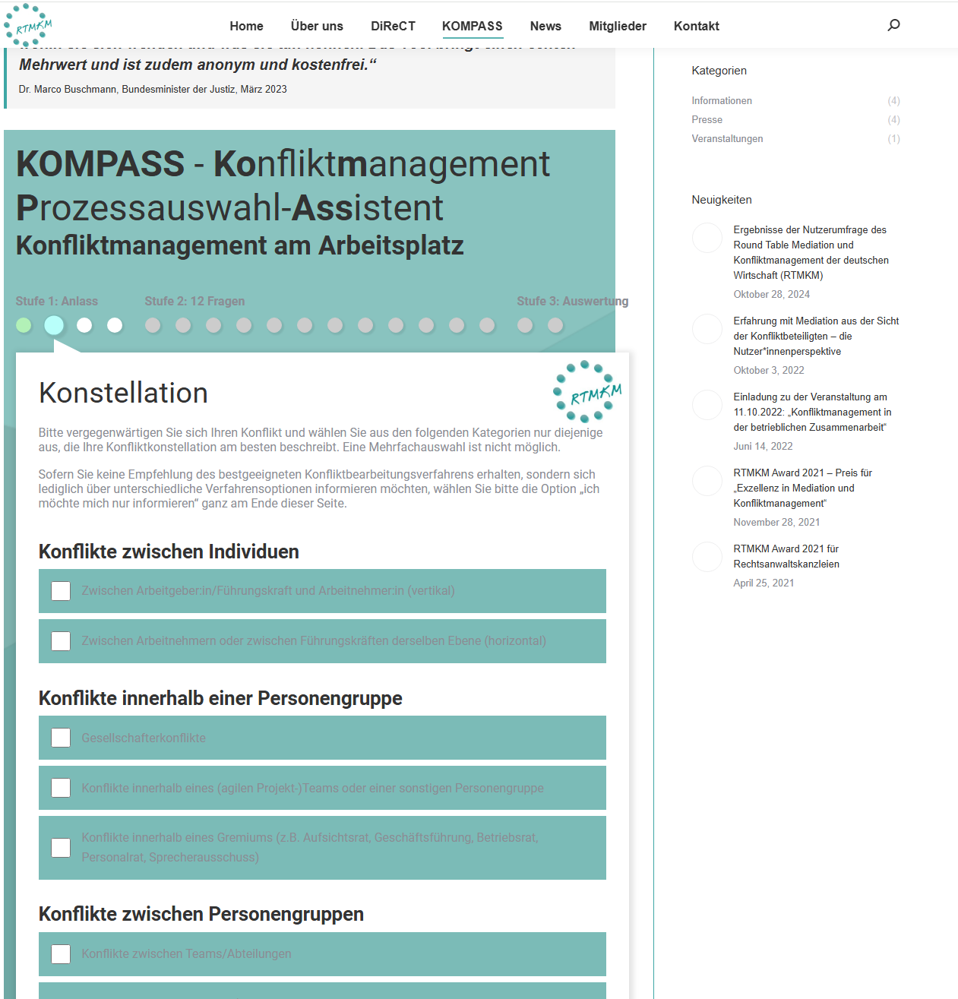 RTMKM
Home
Über uns
DiReCT
KOMPASS
News
Mitglieder
Kontakt
Mehrwert und ist zudem anonym und kostenfrei.“
Dr. Marco Buschmann, Bundesminister der Justiz, März 2023
KOMPASS - Konfliktmanagement
Prozessauswahl-Assistent
Konfliktmanagement am Arbeitsplatz
Stufe 1: Anlass
Stufe 2: 12 Fragen
Stufe 3: Auswertung
RTMKM
Konstellation
Bitte vergegenwärtigen Sie sich Ihren Konflikt und wählen Sie aus den folgenden Kategorien nur diejenige
aus, die Ihre Konfliktkonstellation am besten beschreibt. Eine Mehrfachauswahl ist nicht möglich.
Sofern Sie keine Empfehlung des bestgeeigneten Konfliktbearbeitungsverfahrens erhalten, sondern sich
lediglich über unterschiedliche Verfahrensoptionen informieren möchten, wählen Sie bitte die Option „ich
möchte mich nur informieren“ ganz am Ende dieser Seite.
Konflikte zwischen Individuen
Zwischen Arbeitgeber:in/Führungskraft und Arbeitnehmer:in (vertikal)
Zwischen Arbeitnehmern oder zwischen Führungskräften derselben Ebene (horizontal)
Konflikte innerhalb einer Personengruppe
Gesellschafterkonflikte
Konflikte innerhalb eines (agilen Projekt-)Teams oder einer sonstigen Personengruppe
Konflikte innerhalb eines Gremiums (z.B. Aufsichtsrat, Geschäftsführung, Betriebsrat,
Personalrat, Sprecherausschuss)
Konflikte zwischen Personengruppen
Konflikte zwischen Teams/Abteilungen
Kategorien
Informationen (4)
Presse (4)
Veranstaltungen (1)
Neuigkeiten
Ergebnisse der Nutzerumfrage des
Round Table Mediation und
Konfliktmanagement der deutschen
Wirtschaft (RTMKM)
Oktober 28, 2024
Erfahrung mit Mediation aus der Sicht
der Konfliktbeteiligten – die
Nutzer*innenperspektive
Oktober 3, 2022
Einladung zu der Veranstaltung am
11.10.2022: „Konfliktmanagement in
der betrieblichen Zusammenarbeit“
Juni 14, 2022
RTMKM Award 2021 – Preis für
„Exzellenz in Mediation und
Konfliktmanagement“
November 28, 2021
RTMKM Award 2021 für
Rechtsanwaltskanzleien
April 25, 2021